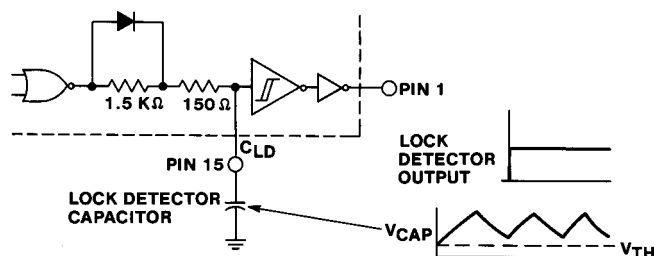 1.5 KΩ
150 Ω
PIN 1
C_LD
PIN 15
LOCK DETECTOR
CAPACITOR
LOCK
DETECTOR
OUTPUT
V_CAP
V_TH